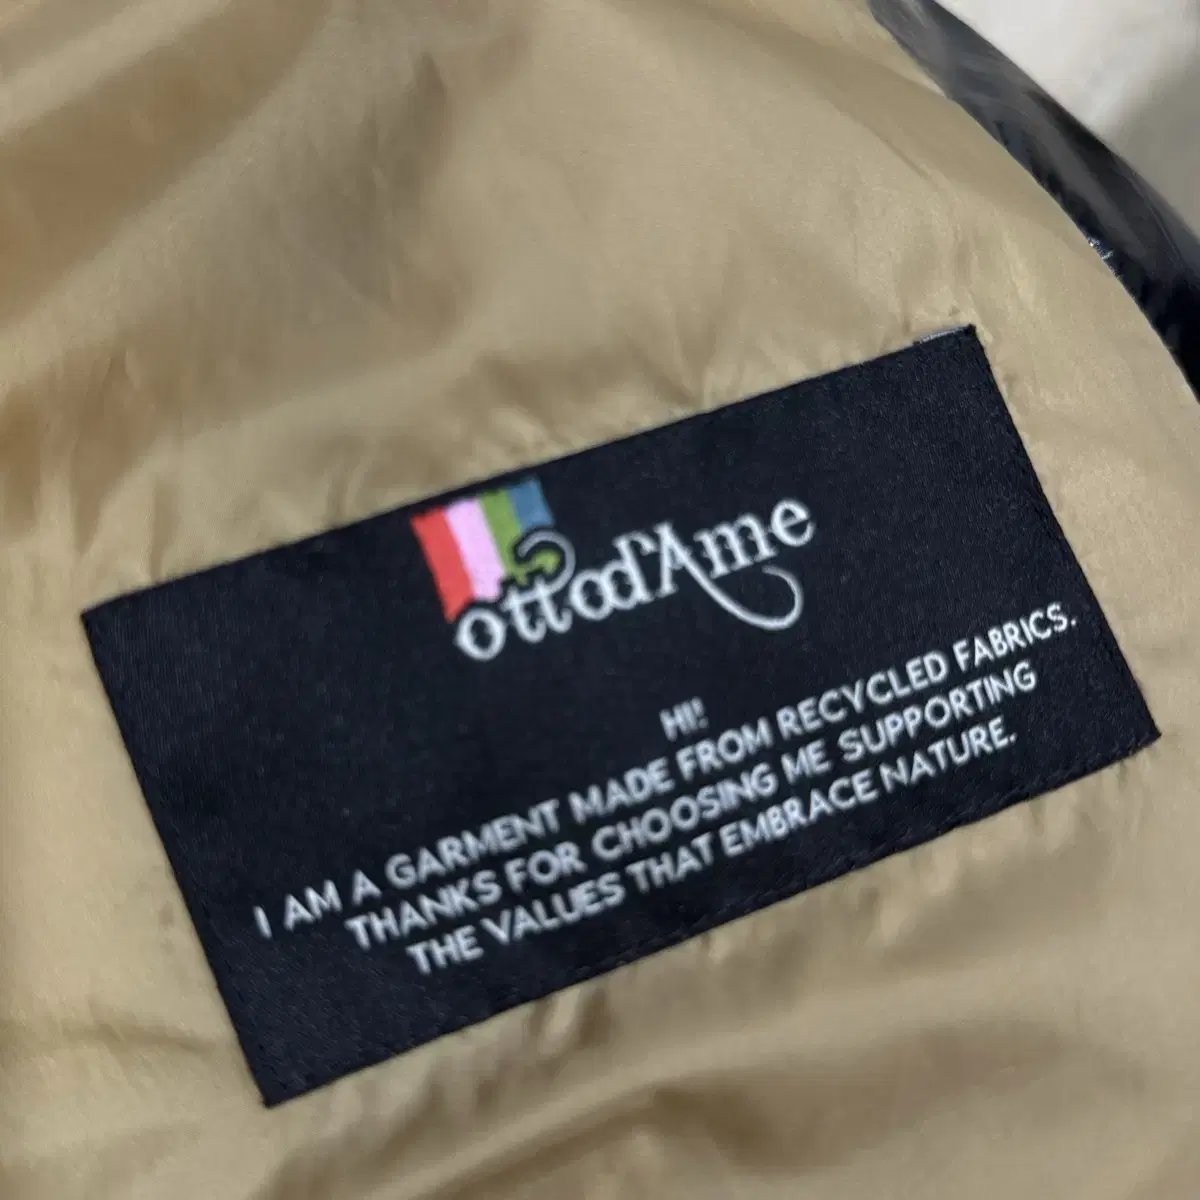 ottod'Ame
HI!
I AM A GARMENT MADE FROM RECYCLED FABRICS.
THANKS FOR CHOOSING ME SUPPORTING
THE VALUES THAT EMBRACE NATURE.